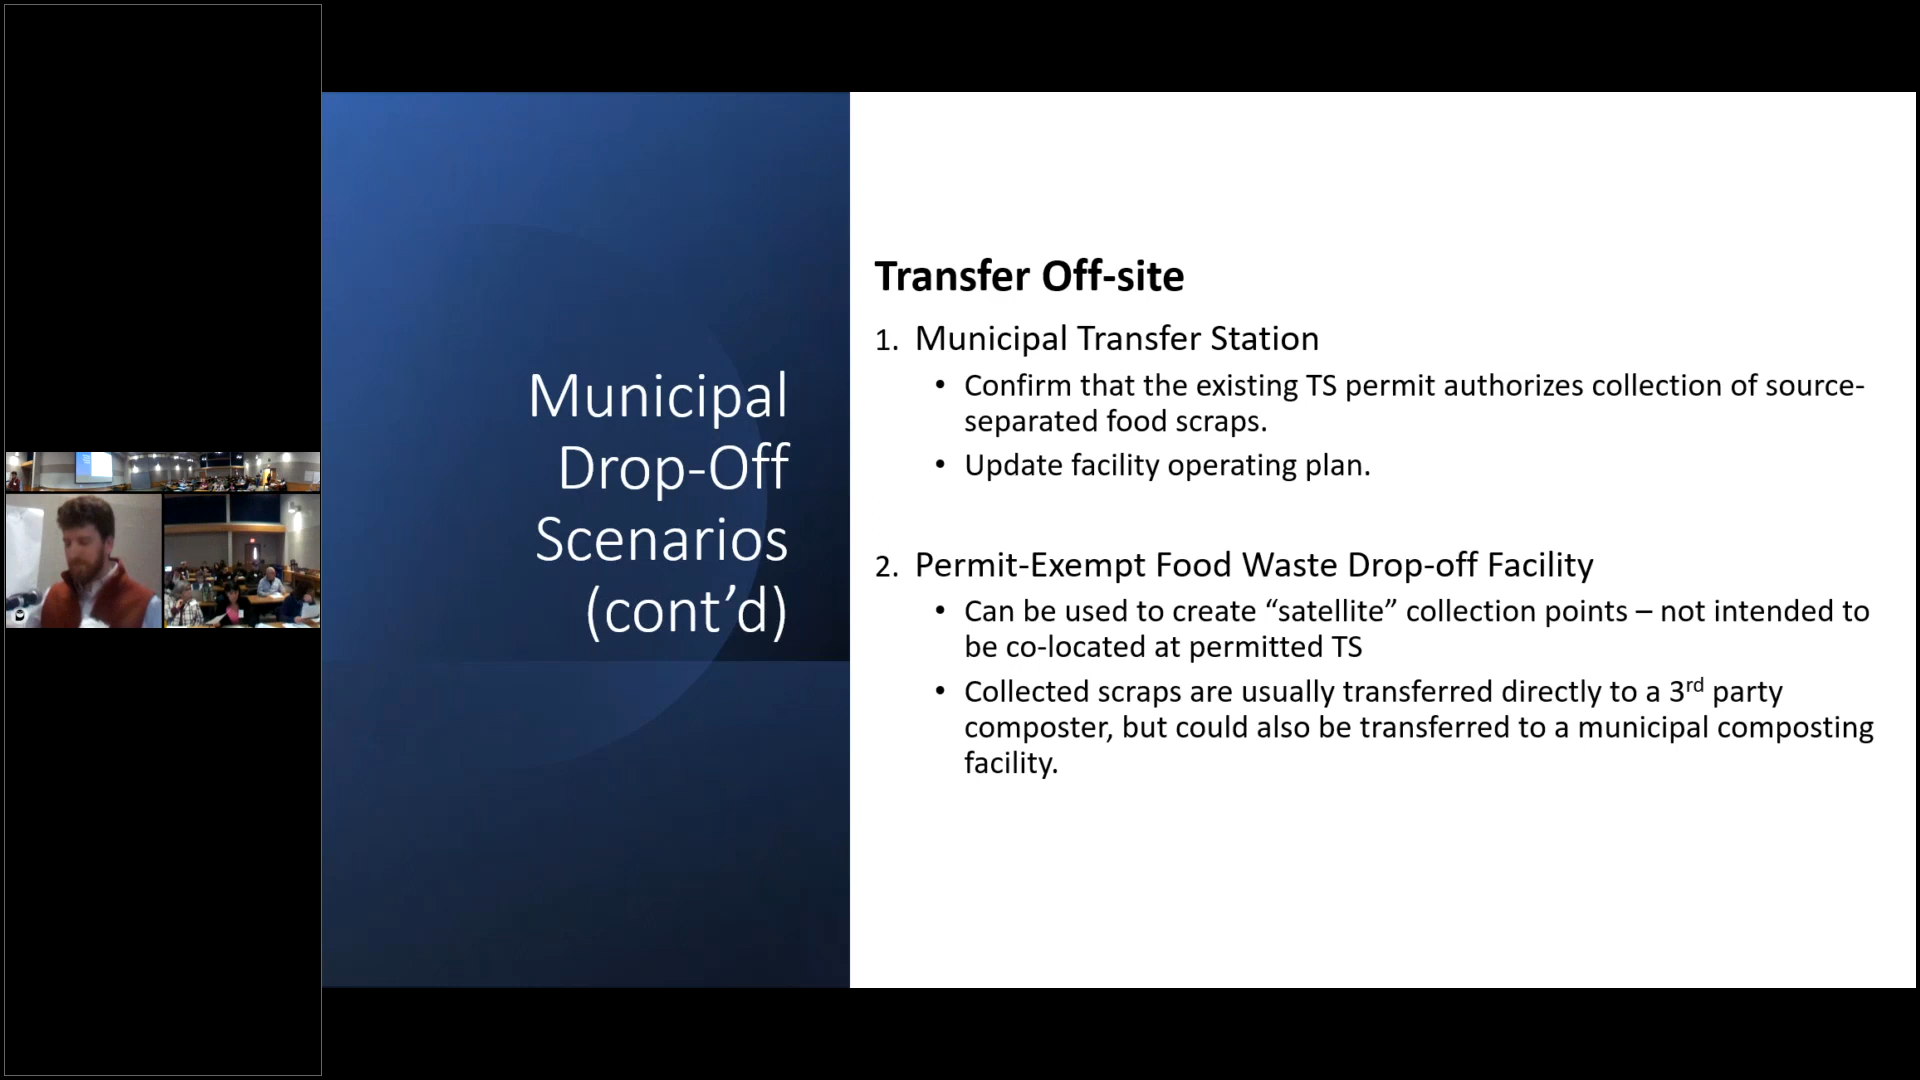 Municipal
Drop-Off
Scenarios
(cont’d)
Transfer Off-site
1. Municipal Transfer Station
• Confirm that the existing TS permit authorizes collection of source-
separated food scraps.
• Update facility operating plan.
2. Permit-Exempt Food Waste Drop-off Facility
• Can be used to create “satellite” collection points – not intended to
be co-located at permitted TS
• Collected scraps are usually transferred directly to a 3rd party
composter, but could also be transferred to a municipal composting
facility.